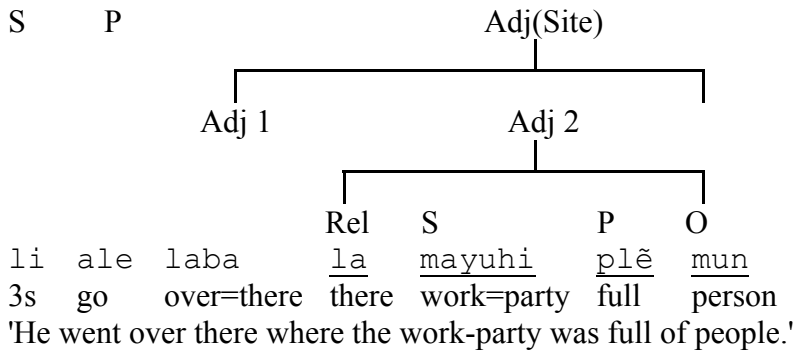 S P Adj(Site)
Adj 1 Adj 2
Rel S P O
li ale laba la mayuhi plẽ mun
3s go over=there there work=party full person
'He went over there where the work-party was full of people.'